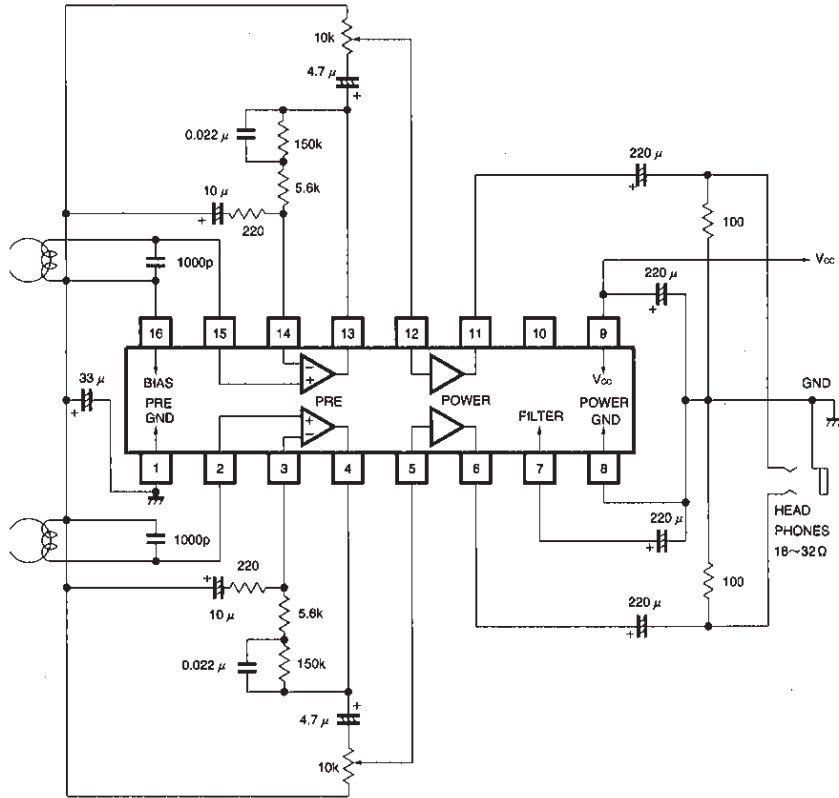 10k
4.7 μ
+
0.022 μ
150k
5.6k
10 μ
+
220
1000p
220 μ
+
100
Vcc
220 μ
+
16
15
14
13
12
11
10
9
33 μ
+
BIAS
PRE
GND
−
+
PRE
+
−
POWER
FILTER
Vcc
POWER
GND
GND
1
2
3
4
5
6
7
8
1000p
220
+
10 μ
5.6k
0.022 μ
150k
4.7 μ
+
10k
220 μ
+
220 μ
+
100
HEAD
PHONES
18~32Ω